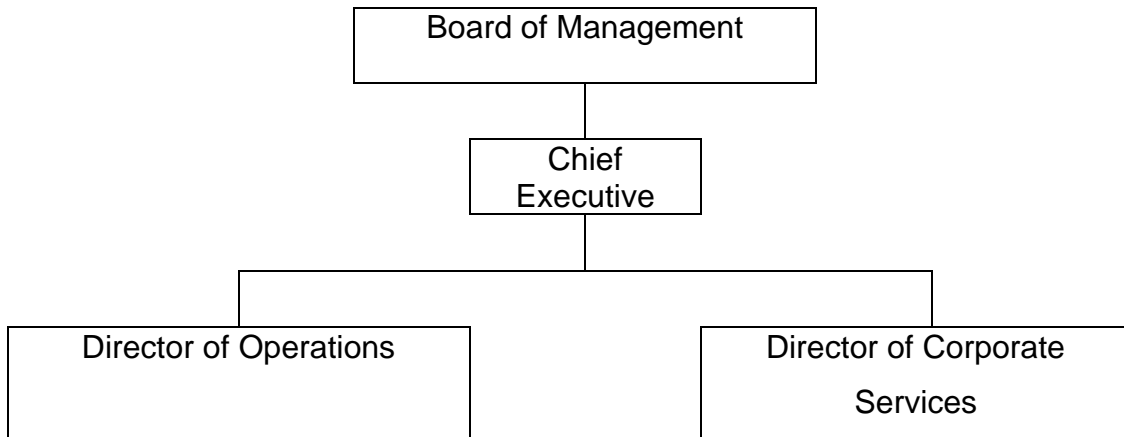 Board of Management
Chief
Executive
Director of Operations
Director of Corporate
Services